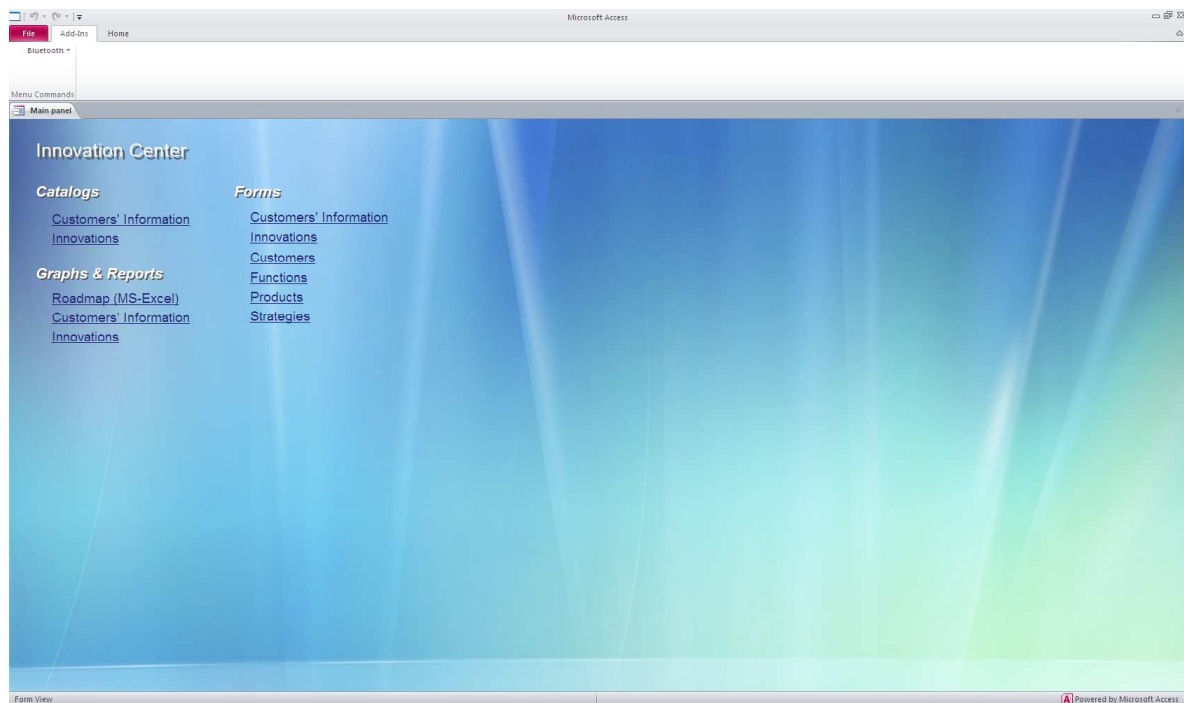 Microsoft Access
File Add-Ins Home
Bluetooth
Menu Commands
Main panel
Innovation Center
Catalogs
Customers' Information
Innovations
Graphs & Reports
Roadmap (MS-Excel)
Customers' Information
Innovations
Forms
Customers' Information
Innovations
Customers
Functions
Products
Strategies
Form View
A Powered by Microsoft Access